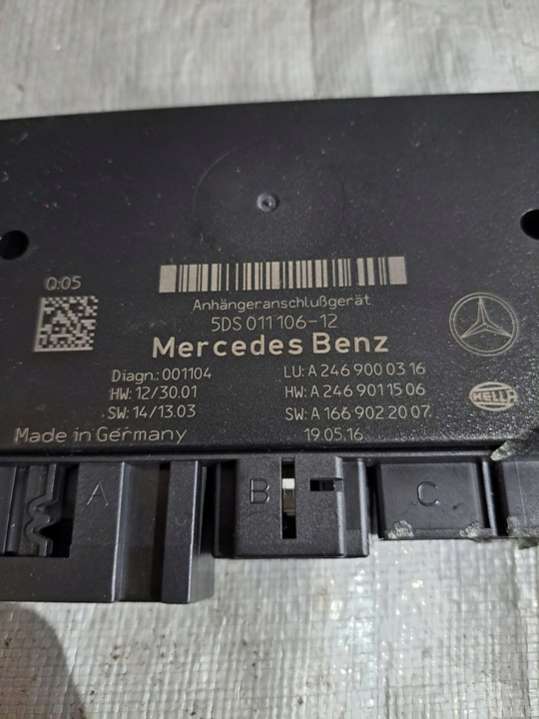 Q:05
Anhängeranschlußgerät
5DS 011 106-12
Mercedes Benz
Diagn.: 001104
LU: A 246 900 03 16
HW: 12/30.01
HW: A 246 901 15 06
HELLA
SW: 14/13.03
SW: A 166 902 20 07
Made in Germany
19 05.16
A
B
C